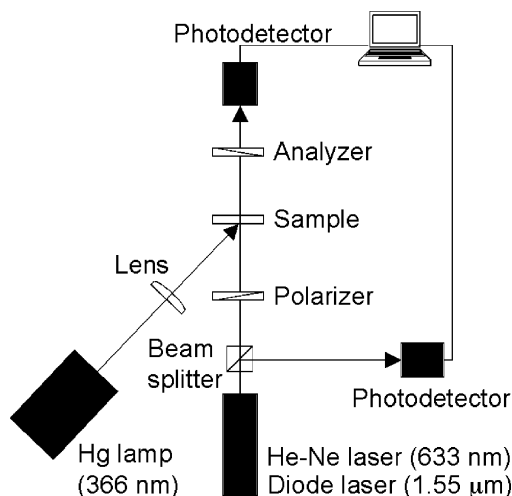 Photodetector
Analyzer
Sample
Lens
Polarizer
Beam
splitter
Photodetector
Hg lamp
(366 nm)
He-Ne laser (633 nm)
Diode laser (1.55 μm)